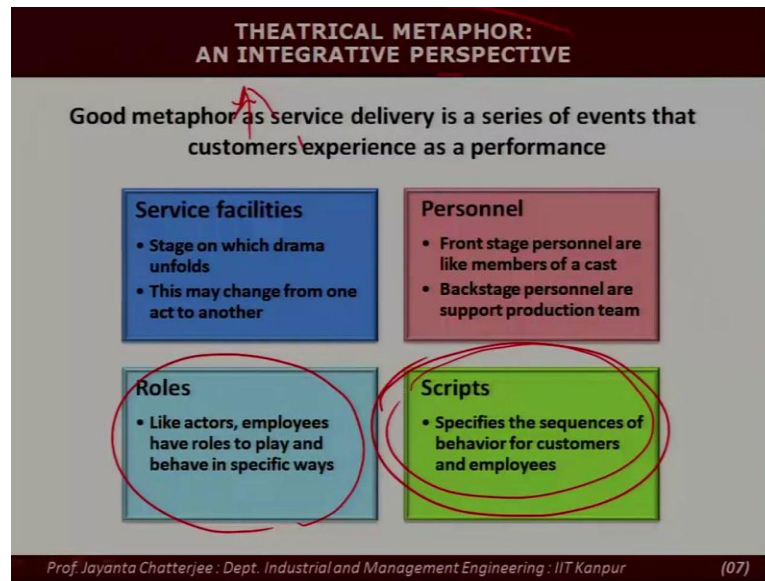 THEATRICAL METAPHOR:
AN INTEGRATIVE PERSPECTIVE
Good metaphor as service delivery is a series of events that
customers experience as a performance
Service facilities
• Stage on which drama
unfolds
• This may change from one
act to another
Personnel
• Front stage personnel are
like members of a cast
• Backstage personnel are
support production team
Roles
• Like actors, employees
have roles to play and
behave in specific ways
Scripts
• Specifies the sequences of
behavior for customers
and employees
Prof. Jayanta Chatterjee : Dept. Industrial and Management Engineering : IIT Kanpur (07)